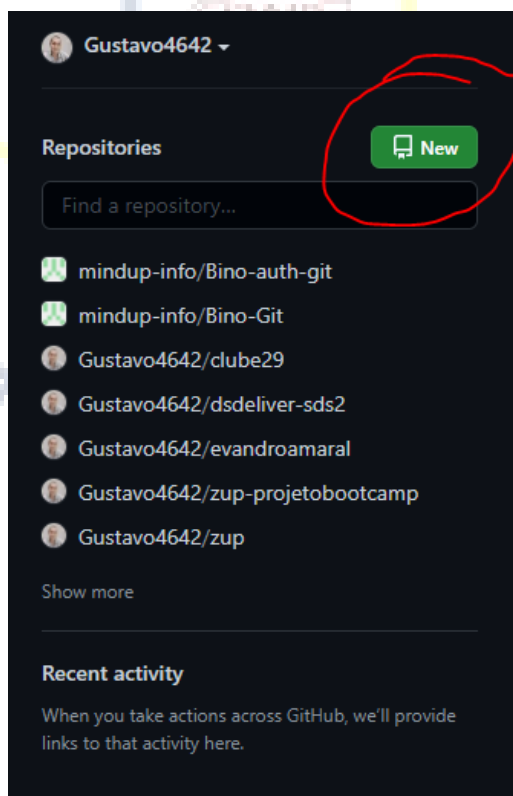 Gustavo4642
Repositories
New
Find a repository...
mindup-info/Bino-auth-git
mindup-info/Bino-Git
Gustavo4642/clube29
Gustavo4642/dsdeliver-sds2
Gustavo4642/evandroamaral
Gustavo4642/zup-projetobootcamp
Gustavo4642/zup
Show more
Recent activity
When you take actions across GitHub, we'll provide
links to that activity here.